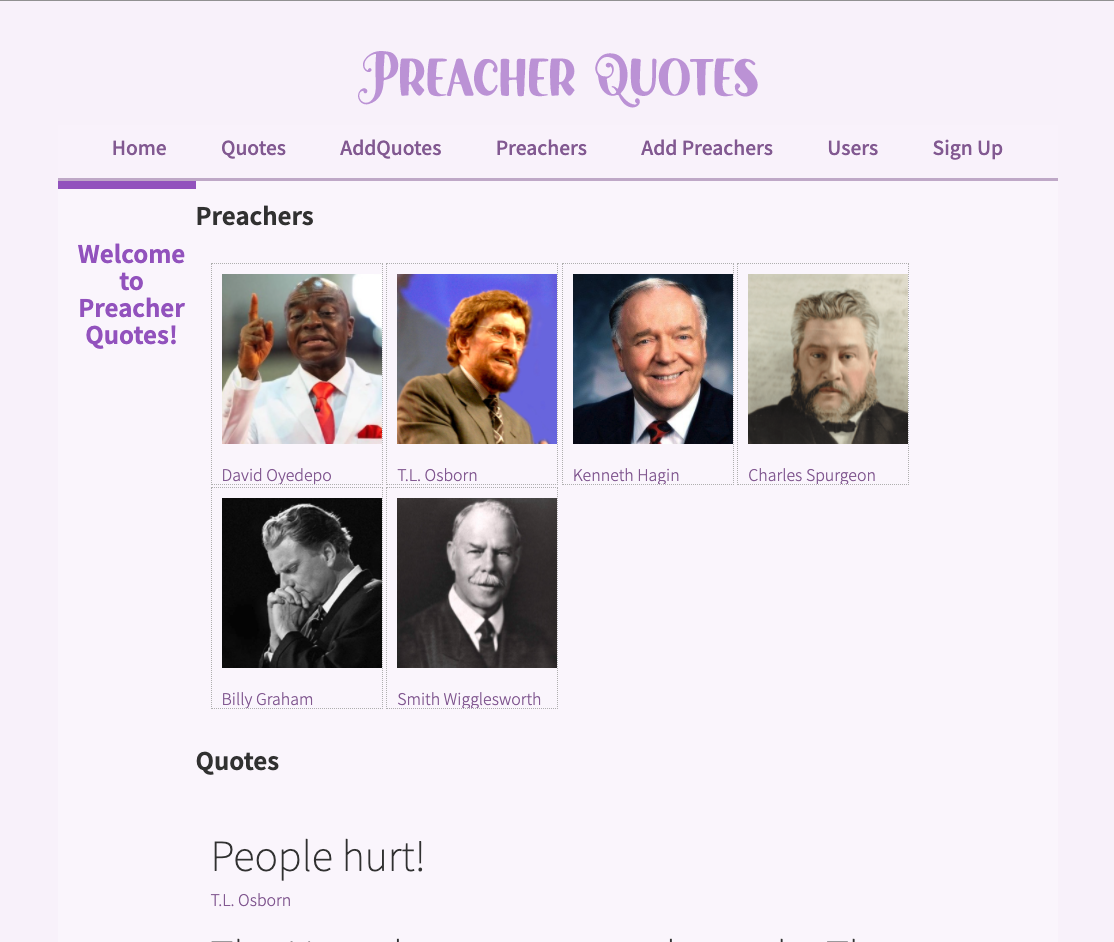 Preacher Quotes
Home Quotes AddQuotes Preachers Add Preachers Users Sign Up
Welcome
to
Preacher
Quotes!
Preachers
David Oyedepo T.L. Osborn Kenneth Hagin Charles Spurgeon
Billy Graham Smith Wigglesworth
Quotes
People hurt!
T.L. Osborn